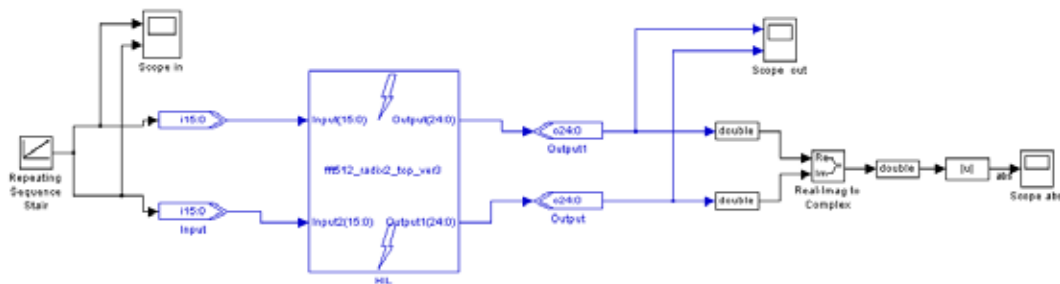 Scope in
Scope out
i15:0
Input(15:0)
Output(24:0)
o24:0
Output1
double
Repeating
Sequence
Stair
fft512_radix2_top_ver3
Re
Im
Real-Imag to
Complex
double
|u|
abs
Scope abs
i15:0
Input
Input2(15:0)
Output1(24:0)
o24:0
Output
double
HIL